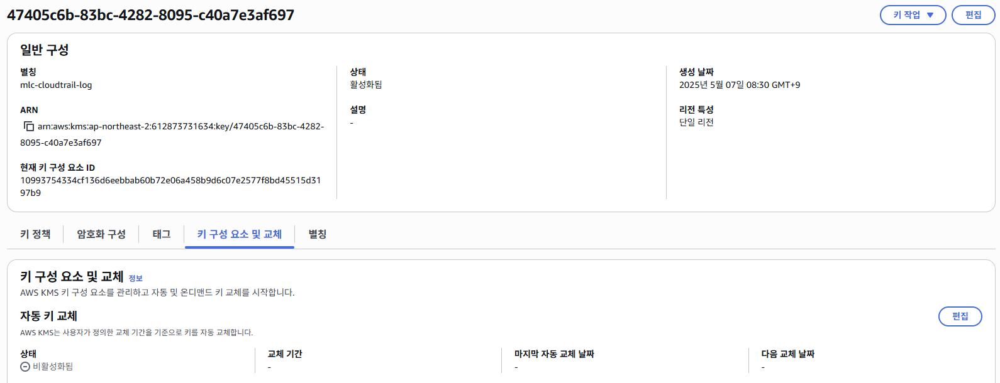 47405c6b-83bc-4282-8095-c40a7e3af697
키 작업
편집
일반 구성
별칭
mlc-cloudtrail-log
ARN
arn:aws:kms:ap-northeast-2:612873731634:key/47405c6b-83bc-4282-
8095-c40a7e3af697
현재 키 구성 요소 ID
10993754334cf136d6eebbab60b72e06a458b9d6c07e2577f8bd45515d31
97b9
상태
활성화됨
설명
-
생성 날짜
2025년 5월 07일 08:30 GMT+9
리전 특성
단일 리전
키 정책
암호화 구성
태그
키 구성 요소 및 교체
별칭
키 구성 요소 및 교체 정보
AWS KMS 키 구성 요소를 관리하고 자동 및 온디맨드 키 교체를 시작합니다.
자동 키 교체
편집
AWS KMS는 사용자가 정의한 교체 기간을 기준으로 키를 자동 교체합니다.
상태
비활성화됨
교체 기간
-
마지막 자동 교체 날짜
-
다음 교체 날짜
-